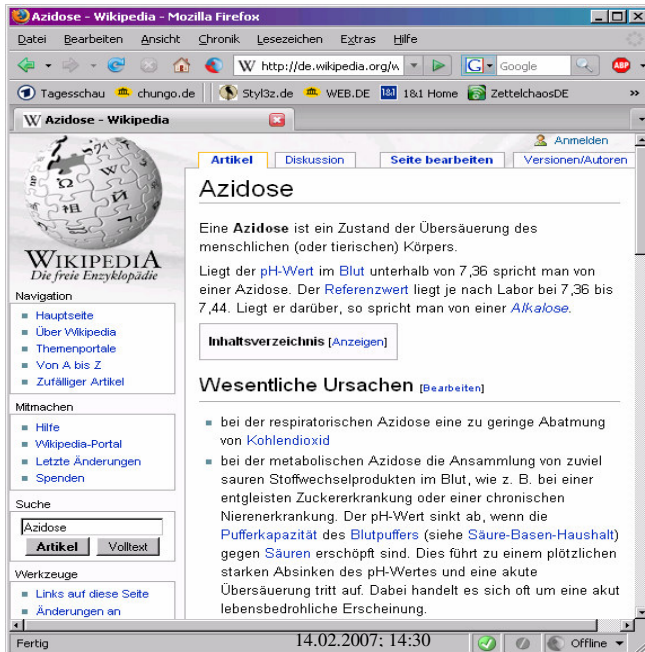 Azidose - Wikipedia - Mozilla Firefox
Datei Bearbeiten Ansicht Chronik Lesezeichen Extras Hilfe
W http://de.wikipedia.org/w G Google ABP
Tagesschau chungo.de Styl3z.de WEB.DE 1&1 1&1 Home ZettelchaosDE »
W Azidose - Wikipedia
Anmelden
Artikel Diskussion Seite bearbeiten Versionen/Autoren
WIKIPEDIA
Die freie Enzyklopädie
Navigation
Hauptseite
Über Wikipedia
Themenportale
Von A bis Z
Zufälliger Artikel
Mitmachen
Hilfe
Wikipedia-Portal
Letzte Änderungen
Spenden
Suche
Azidose
Artikel Volltext
Werkzeuge
Links auf diese Seite
Änderungen an
Azidose
Eine Azidose ist ein Zustand der Übersäuerung des
menschlichen (oder tierischen) Körpers.
Liegt der pH-Wert im Blut unterhalb von 7,36 spricht man von
einer Azidose. Der Referenzwert liegt je nach Labor bei 7,36 bis
7,44. Liegt er darüber, so spricht man von einer Alkalose.
Inhaltsverzeichnis [Anzeigen]
Wesentliche Ursachen [Bearbeiten]
bei der respiratorischen Azidose eine zu geringe Abatmung
von Kohlendioxid
bei der metabolischen Azidose die Ansammlung von zuviel
sauren Stoffwechselprodukten im Blut, wie z. B. bei einer
entgleisten Zuckererkrankung oder einer chronischen
Nierenerkrankung. Der pH-Wert sinkt ab, wenn die
Pufferkapazität des Blutpuffers (siehe Säure-Basen-Haushalt)
gegen Säuren erschöpft sind. Dies führt zu einem plötzlichen
starken Absinken des pH-Wertes und eine akute
Übersäuerung tritt auf. Dabei handelt es sich oft um eine akut
lebensbedrohliche Erscheinung.
Fertig 14.02.2007; 14:30 Offline